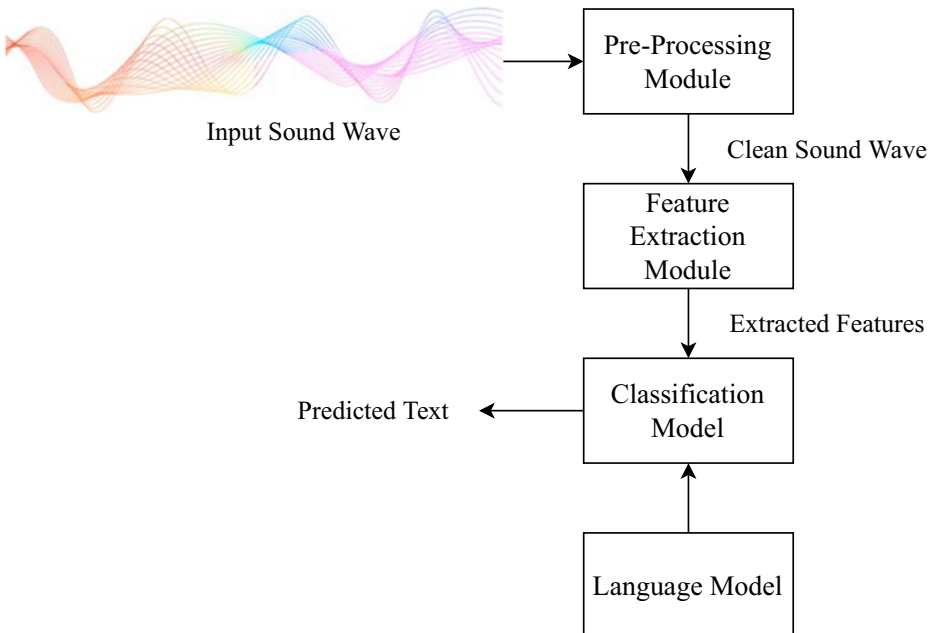 Pre-Processing
Module
Input Sound Wave
Clean Sound Wave
Feature
Extraction
Module
Extracted Features
Classification
Model
Predicted Text
Language Model